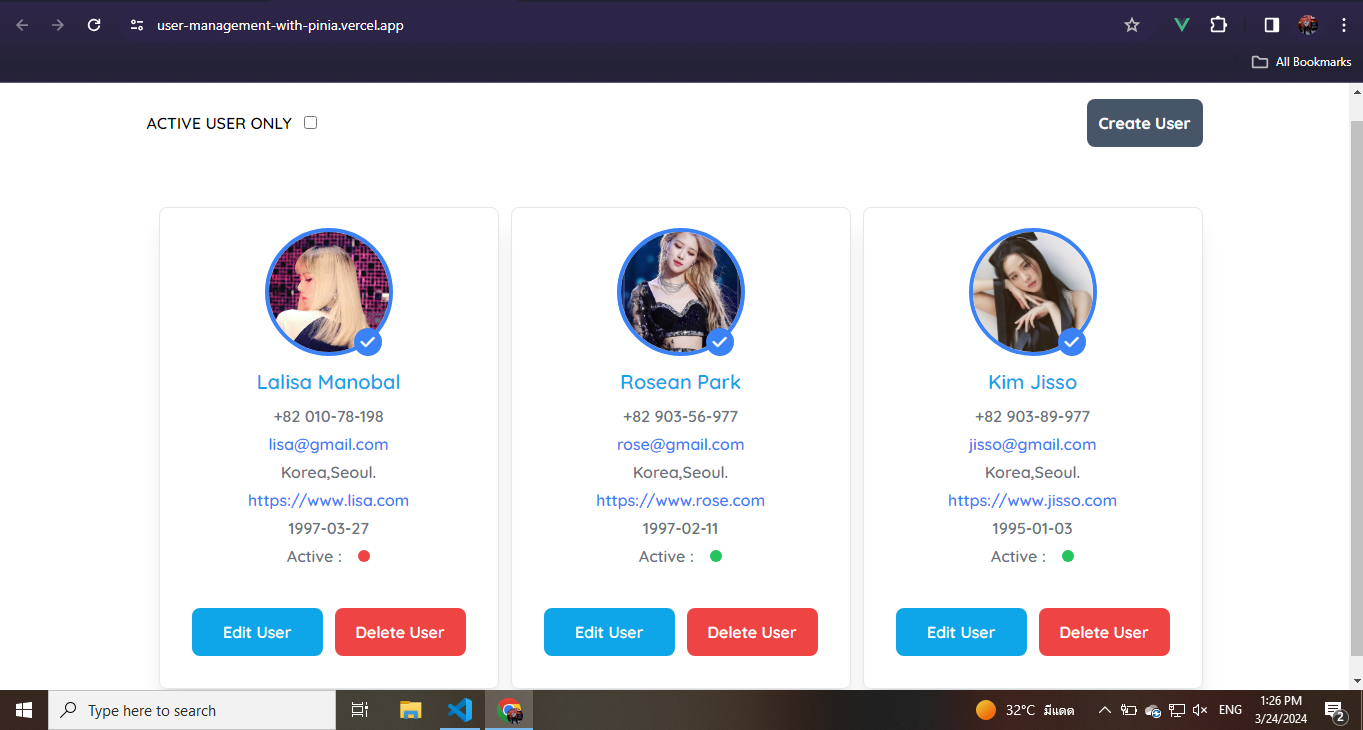 user-management-with-pinia.vercel.app
All Bookmarks
ACTIVE USER ONLY
Create User
Lalisa Manobal
+82 010-78-198
lisa@gmail.com
Korea,Seoul.
https://www.lisa.com
1997-03-27
Active :
Edit User
Delete User
Rosean Park
+82 903-56-977
rose@gmail.com
Korea,Seoul.
https://www.rose.com
1997-02-11
Active :
Edit User
Delete User
Kim Jisso
+82 903-89-977
jisso@gmail.com
Korea,Seoul.
https://www.jisso.com
1995-01-03
Active :
Edit User
Delete User
Type here to search
32°C มีแดด
ENG
1:26 PM
3/24/2024
2